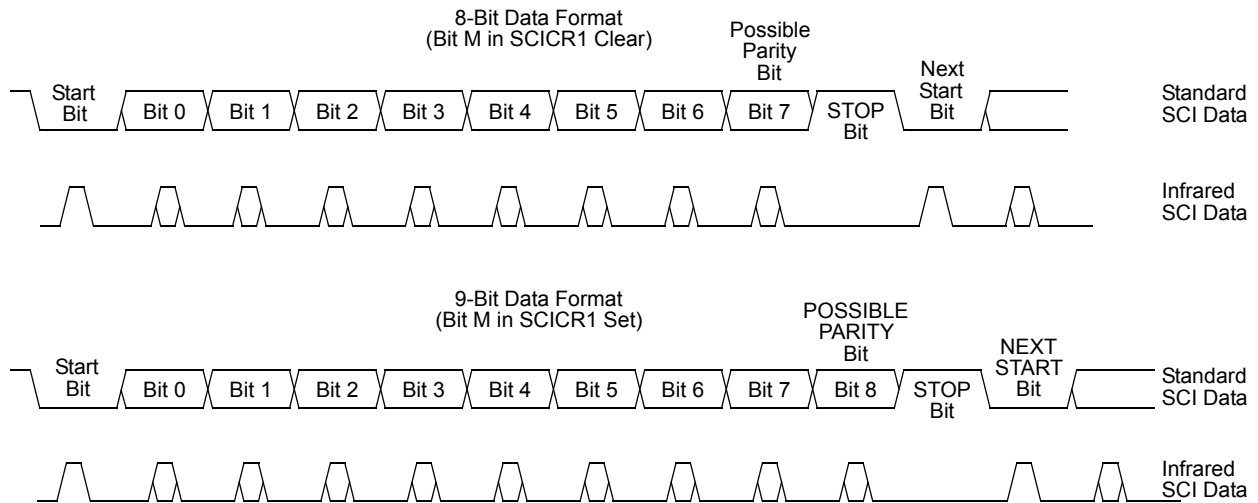 8-Bit Data Format
(Bit M in SCICR1 Clear)
Possible
Parity
Bit
Start
Bit
Bit 0
Bit 1
Bit 2
Bit 3
Bit 4
Bit 5
Bit 6
Bit 7
STOP
Bit
Next
Start
Bit
Standard
SCI Data
Infrared
SCI Data
9-Bit Data Format
(Bit M in SCICR1 Set)
POSSIBLE
PARITY
Bit
Start
Bit
Bit 0
Bit 1
Bit 2
Bit 3
Bit 4
Bit 5
Bit 6
Bit 7
Bit 8
STOP
Bit
NEXT
START
Bit
Standard
SCI Data
Infrared
SCI Data